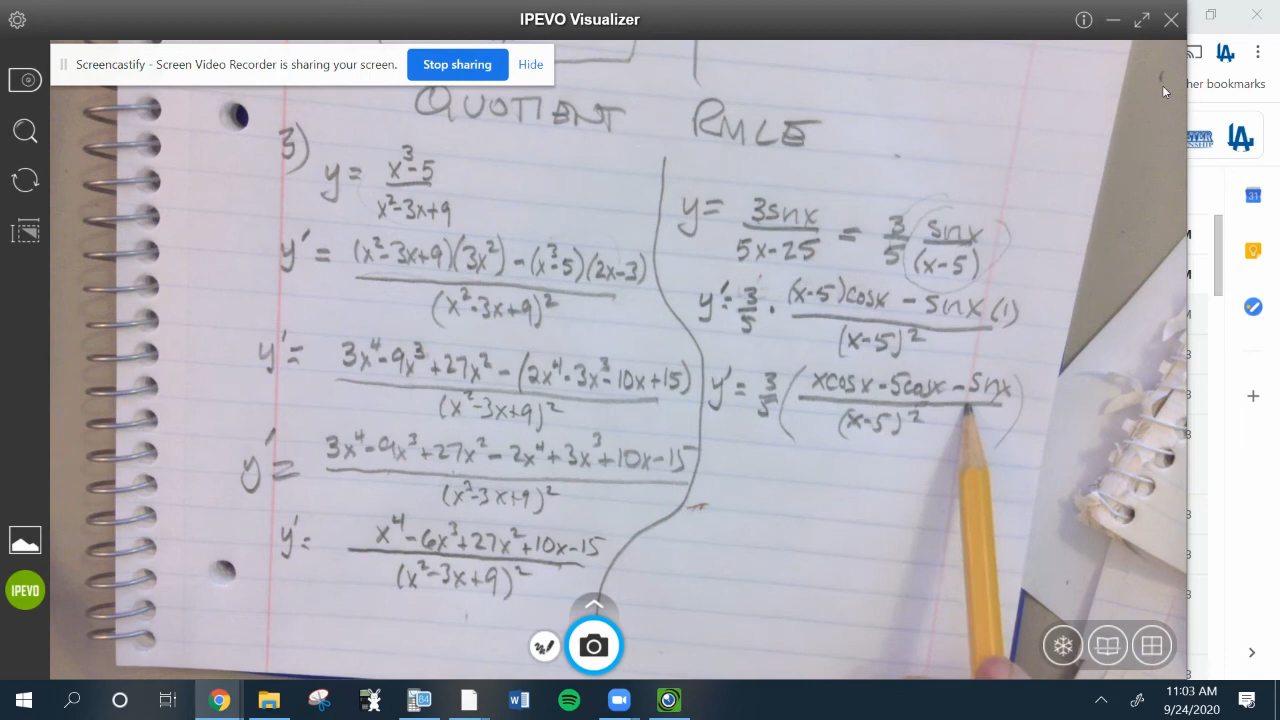 IPEVO Visualizer
Screencastify - Screen Video Recorder is sharing your screen.
Stop sharing
Hide
her bookmarks
QUOTIENT RULE
3)
y = x³-5 / x²-3x+9
y' = (x²-3x+9)(3x²) - (x³-5)(2x-3) / (x²-3x+9)²
y' = 3x⁴-9x³+27x² - (2x⁴-3x³-10x+15) / (x²-3x+9)²
y' = 3x⁴-9x³+27x²-2x⁴+3x³+10x-15 / (x²-3x+9)²
y' = x⁴-6x³+27x²+10x-15 / (x²-3x+9)²
y = 3sinx / 5x-25 = 3/5 sinx / (x-5)
y' = 3/5 · (x-5)cosx - sinx(1) / (x-5)²
y' = 3/5 (xcosx-5cosx-sinx / (x-5)²)
LA
LA
31
IPEVO
11:03 AM
9/24/2020